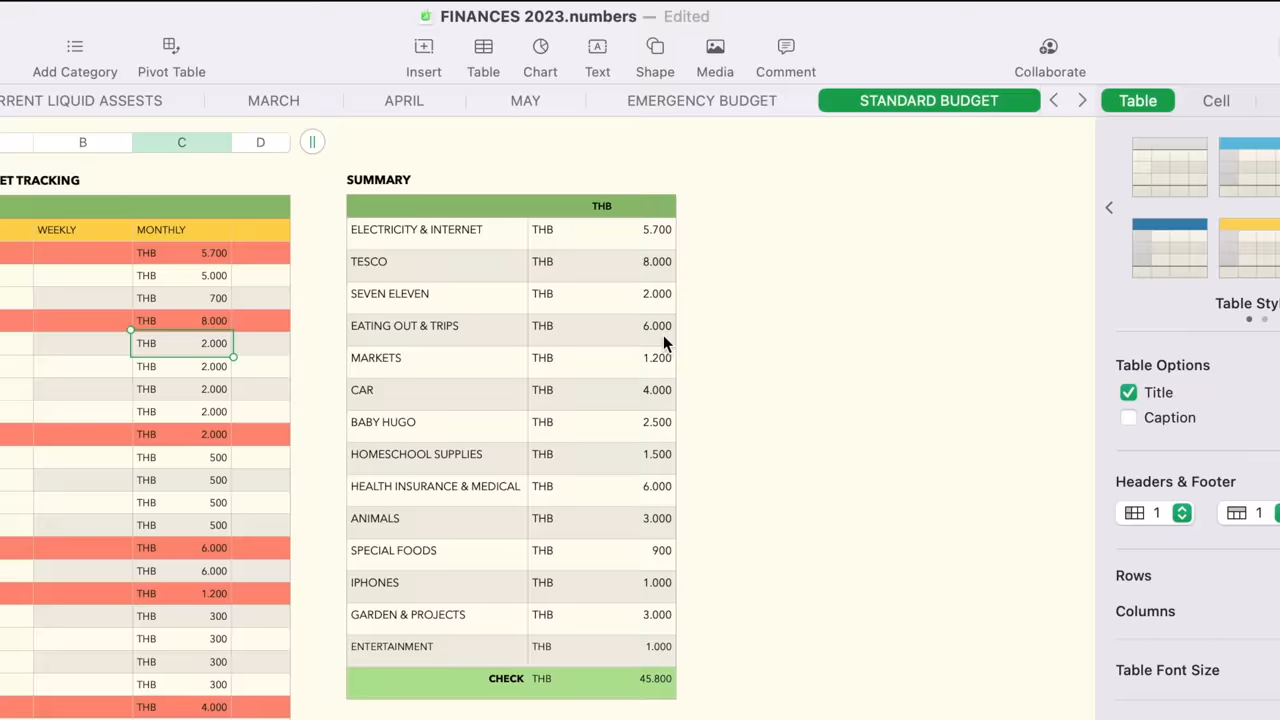 FINANCES 2023.numbers — Edited
Add Category Pivot Table Insert Table Chart Text Shape Media Comment Collaborate
RRENT LIQUID ASSESTS MARCH APRIL MAY EMERGENCY BUDGET STANDARD BUDGET Table Cell
B C D
ET TRACKING
WEEKLY MONTHLY
THB 5.700
THB 5.000
THB 700
THB 8.000
THB 2.000
THB 2.000
THB 2.000
THB 2.000
THB 2.000
THB 500
THB 500
THB 500
THB 500
THB 6.000
THB 6.000
THB 1.200
THB 300
THB 300
THB 300
THB 300
THB 4.000
SUMMARY
THB
ELECTRICITY & INTERNET THB 5.700
TESCO THB 8.000
SEVEN ELEVEN THB 2.000
EATING OUT & TRIPS THB 6.000
MARKETS THB 1.200
CAR THB 4.000
BABY HUGO THB 2.500
HOMESCHOOL SUPPLIES THB 1.500
HEALTH INSURANCE & MEDICAL THB 6.000
ANIMALS THB 3.000
SPECIAL FOODS THB 900
IPHONES THB 1.000
GARDEN & PROJECTS THB 3.000
ENTERTAINMENT THB 1.000
CHECK THB 45.800
Table Sty
Table Options
Title
Caption
Headers & Footer
1 1
Rows
Columns
Table Font Size